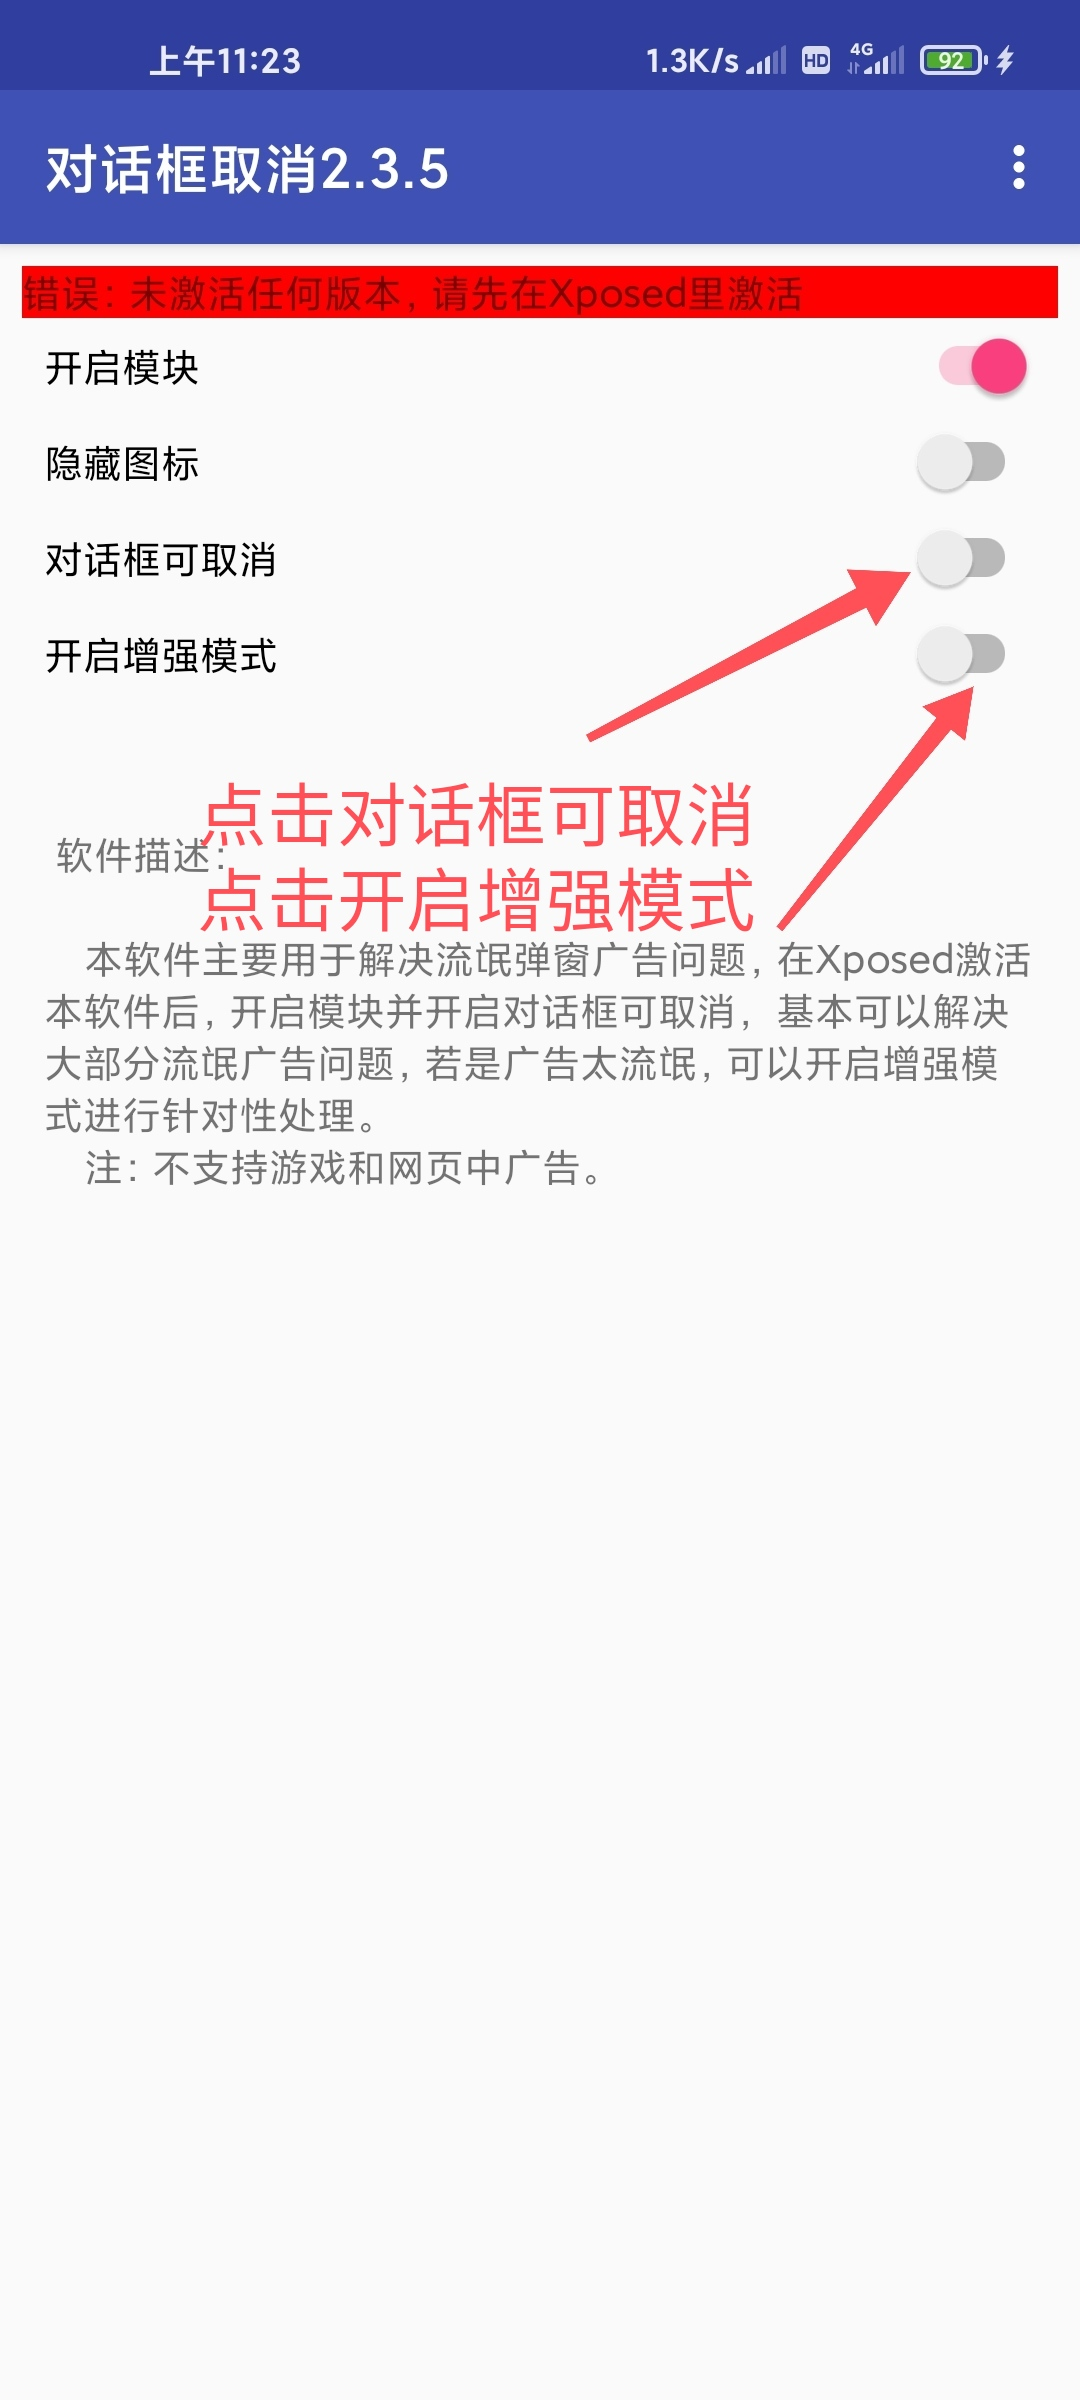 上午11:23
1.3K/s HD 4G 92
对话框取消2.3.5
错误：未激活任何版本，请先在Xposed里激活
开启模块
隐藏图标
对话框可取消
开启增强模式
点击对话框可取消
软件描述：
点击开启增强模式
本软件主要用于解决流氓弹窗广告问题，在Xposed激活
本软件后，开启模块并开启对话框可取消，基本可以解决
大部分流氓广告问题，若是广告太流氓，可以开启增强模
式进行针对性处理。
注：不支持游戏和网页中广告。